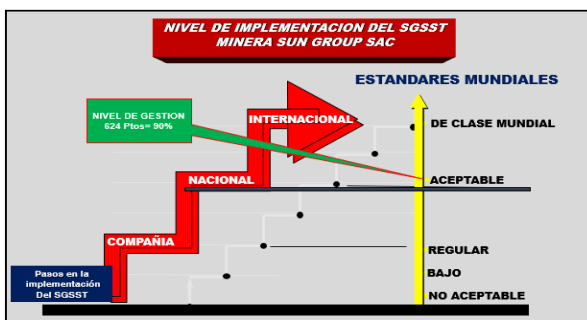 NIVEL DE IMPLEMENTACION DEL SGSST
MINERA SUN GROUP SAC
ESTANDARES MUNDIALES
NIVEL DE GESTION
624 Ptos= 90%
INTERNACIONAL
DE CLASE MUNDIAL
NACIONAL
ACEPTABLE
COMPAÑIA
REGULAR
Pasos en la
implementación
Del SGSST
BAJO
NO ACEPTABLE